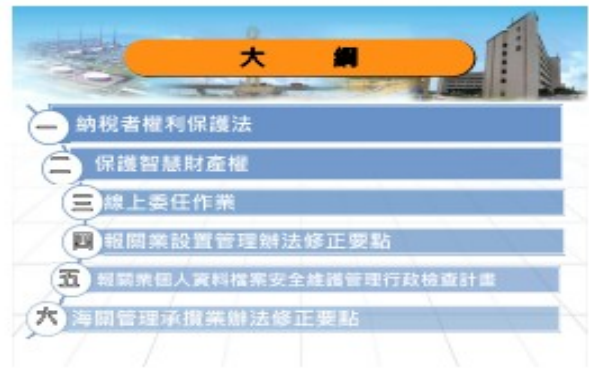 大 綱
一 納稅者權利保護法
二 保護智慧財產權
三 線上委任作業
四 報關業設置管理辦法修正要點
五 報關業個人資料檔案安全維護管理行政檢查計畫
六 海關管理承攬業辦法修正要點